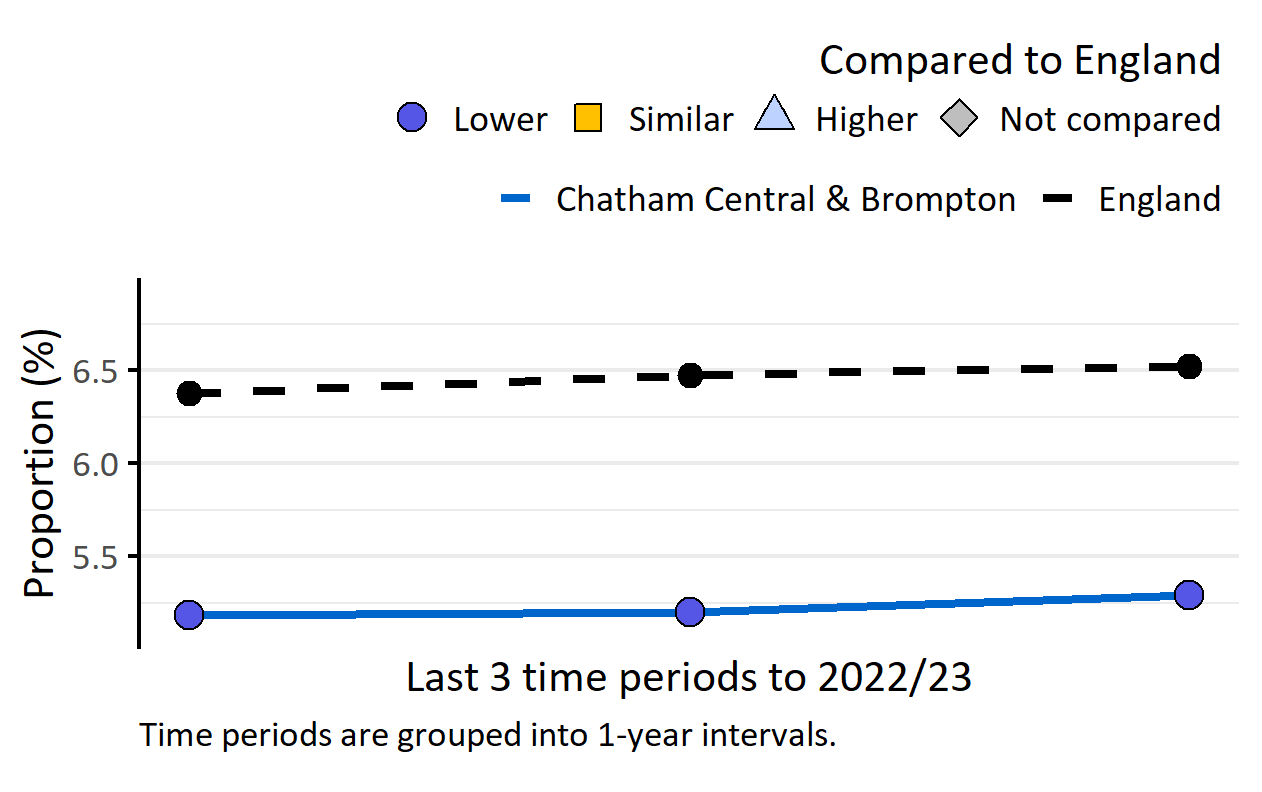 Compared to England
Lower Similar Higher Not compared
Chatham Central & Brompton England
Proportion (%)
6.5
6.0
5.5
Last 3 time periods to 2022/23
Time periods are grouped into 1-year intervals.